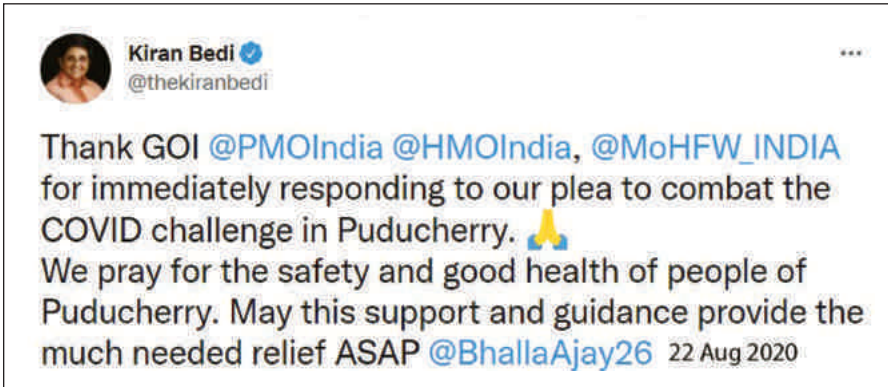 Kiran Bedi
@thekiranbedi
Thank GOI @PMOIndia @HMOIndia, @MoHFW_INDIA
for immediately responding to our plea to combat the
COVID challenge in Puducherry. 🙏
We pray for the safety and good health of people of
Puducherry. May this support and guidance provide the
much needed relief ASAP @BhallaAjay26 22 Aug 2020